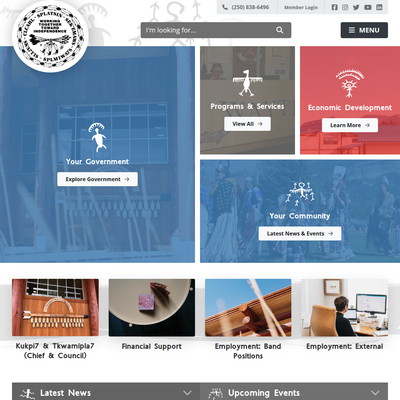 (250) 838-6496
Member Login
WORKING
TOGETHER
TOWARD
INDEPENDENCE
I'm looking for...
MENU
Programs & Services
View All
Economic Development
Learn More
Your Government
Explore Government
Your Community
Latest News & Events
Kukpi7 & Tkwamipla7
(Chief & Council)
Financial Support
Employment: Band
Positions
Employment: External
Latest News
Upcoming Events